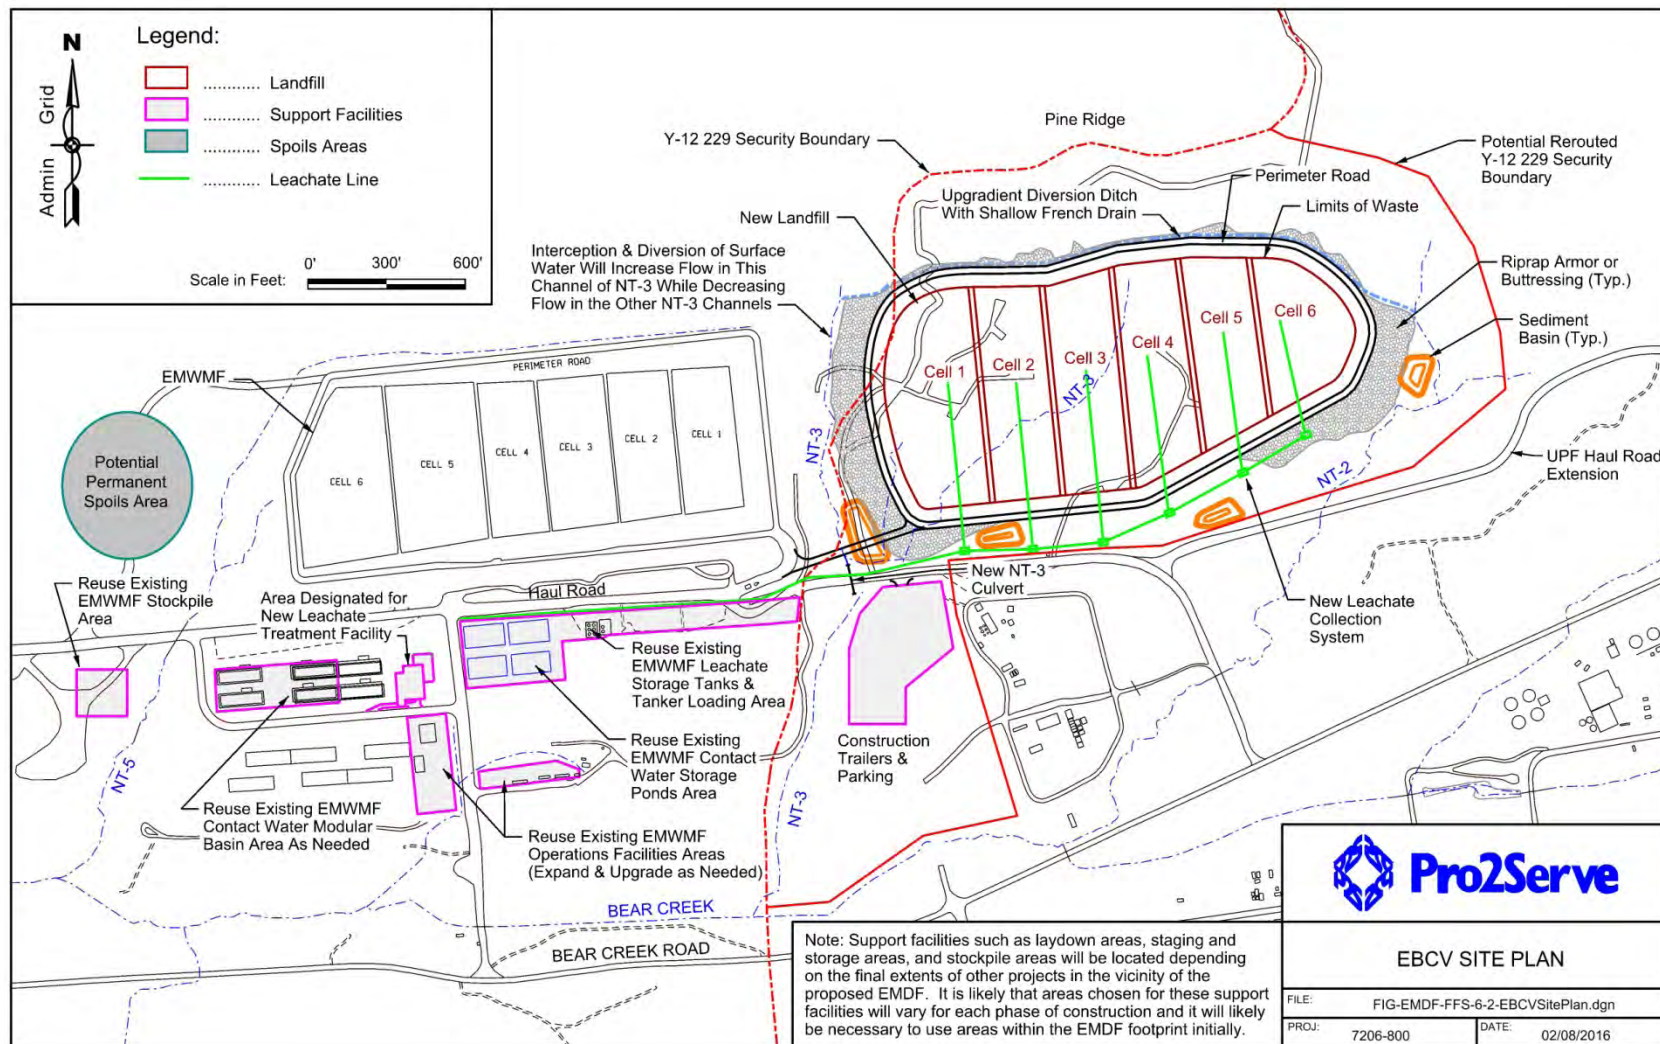 Legend:
N
Grid
Admin
............ Landfill
............ Support Facilities
............ Spoils Areas
............ Leachate Line
Scale in Feet:
0' 300' 600'
Y-12 229 Security Boundary
Pine Ridge
Potential Rerouted
Y-12 229 Security
Boundary
Perimeter Road
Upgradient Diversion Ditch
With Shallow French Drain
Limits of Waste
New Landfill
Interception & Diversion of Surface
Water Will Increase Flow in This
Channel of NT-3 While Decreasing
Flow in the Other NT-3 Channels
Riprap Armor or
Buttressing (Typ.)
Sediment
Basin (Typ.)
Cell 1
Cell 2
Cell 3
Cell 4
Cell 5
Cell 6
NT-3
NT-3
NT-2
EMWMF
PERIMETER ROAD
CELL 6
CELL 5
CELL 4
CELL 3
CELL 2
CELL 1
Potential
Permanent
Spoils Area
UPF Haul Road
Extension
Reuse Existing
EMWMF Stockpile
Area
Area Designated for
New Leachate
Treatment Facility
Haul Road
New NT-3
Culvert
New Leachate
Collection
System
Reuse Existing
EMWMF Leachate
Storage Tanks &
Tanker Loading Area
Reuse Existing
EMWMF Contact
Water Storage
Ponds Area
Construction
Trailers &
Parking
NT-5
NT-3
Reuse Existing EMWMF
Contact Water Modular
Basin Area As Needed
Reuse Existing EMWMF
Operations Facilities Areas
(Expand & Upgrade as Needed)
BEAR CREEK
BEAR CREEK ROAD
Note: Support facilities such as laydown areas, staging and
storage areas, and stockpile areas will be located depending
on the final extents of other projects in the vicinity of the
proposed EMDF. It is likely that areas chosen for these support
facilities will vary for each phase of construction and it will likely
be necessary to use areas within the EMDF footprint initially.
Pro2Serve
EBCV SITE PLAN
FILE: FIG-EMDF-FFS-6-2-EBCVSitePlan.dgn
PROJ: 7206-800
DATE: 02/08/2016